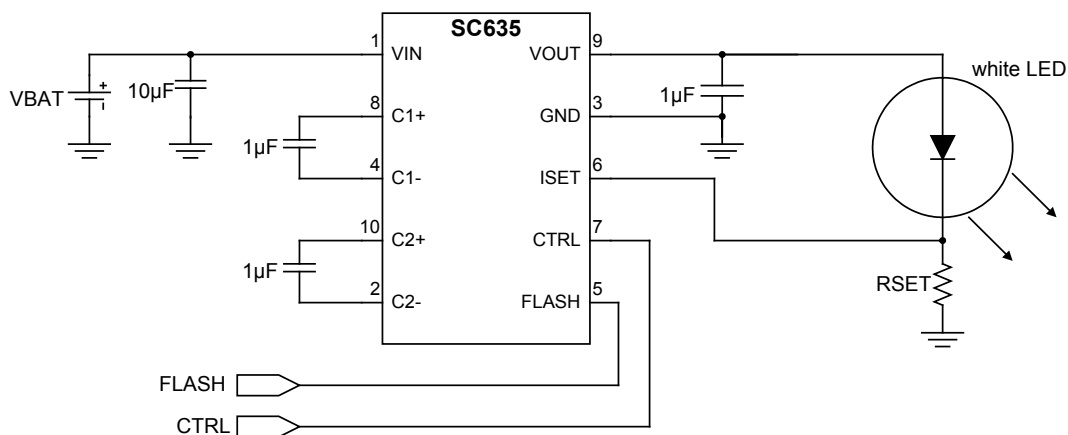 SC635
1 VIN
VOUT 9
VBAT
+
10µF
8 C1+
1µF
4 C1-
10 C2+
1µF
2 C2-
1µF
GND 3
ISET 6
CTRL 7
FLASH 5
white LED
RSET
FLASH
CTRL